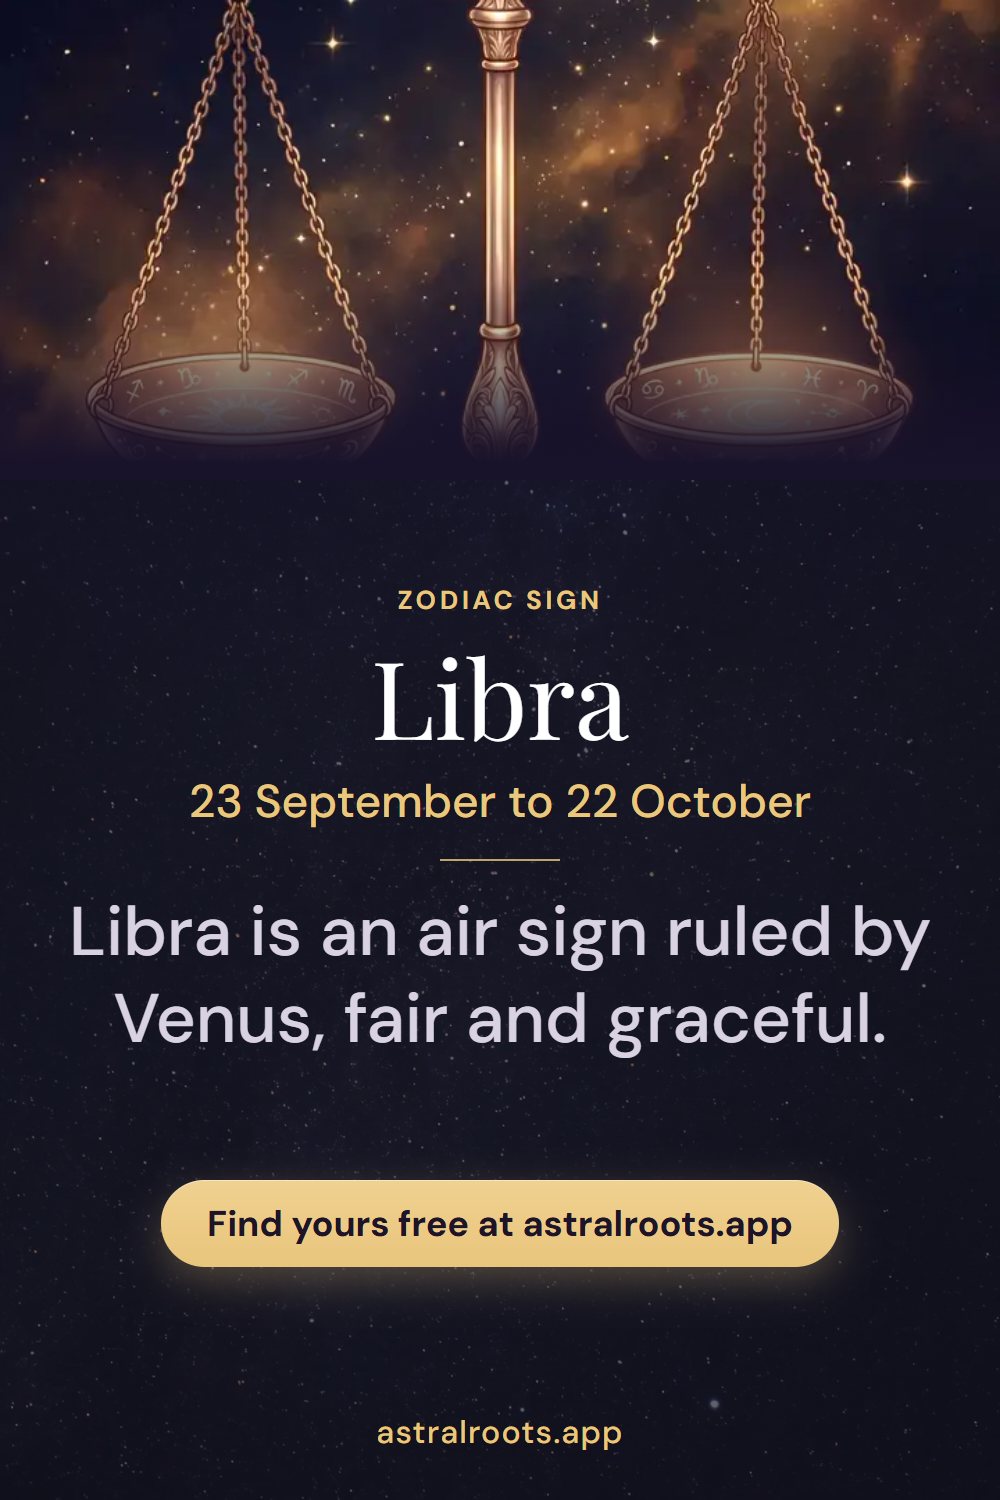 ZODIAC SIGN
Libra
23 September to 22 October
Libra is an air sign ruled by
Venus, fair and graceful.
Find yours free at astralroots.app
astralroots.app